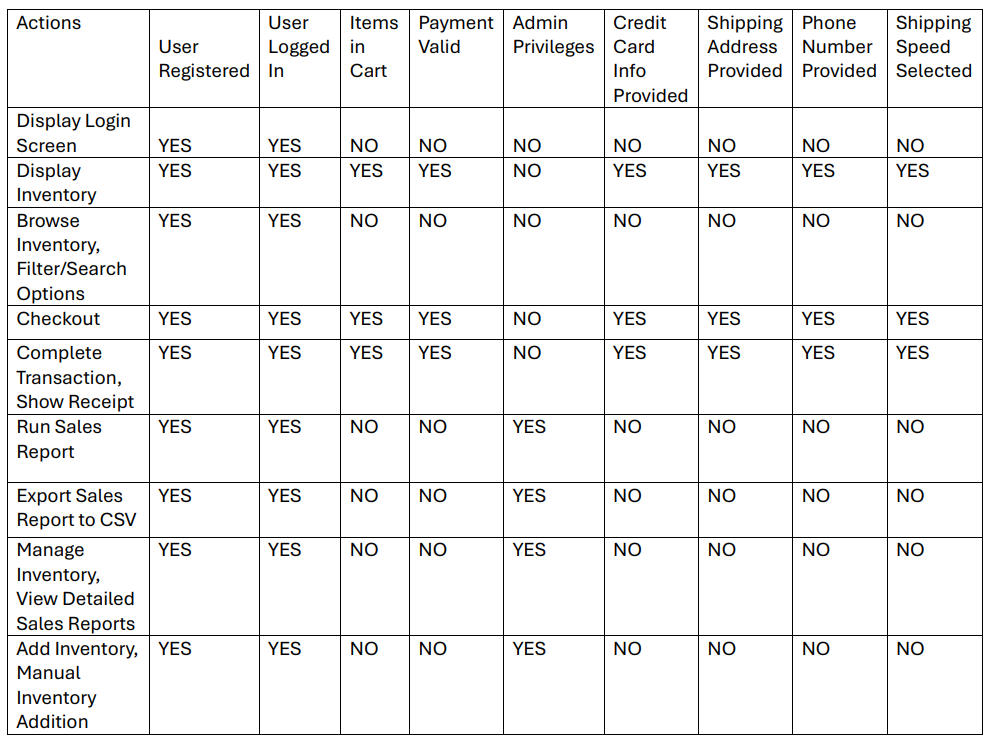 Actions User Registered User Logged In Items in Cart Payment Valid Admin Privileges Credit Card Info Provided Shipping Address Provided Phone Number Provided Shipping Speed Selected
Display Login Screen YES YES NO NO NO NO NO NO NO
Display Inventory YES YES YES YES NO YES YES YES YES
Browse Inventory, Filter/Search Options YES YES NO NO NO NO NO NO NO
Checkout YES YES YES YES NO YES YES YES YES
Complete Transaction, Show Receipt YES YES YES YES NO YES YES YES YES
Run Sales Report YES YES NO NO YES NO NO NO NO
Export Sales Report to CSV YES YES NO NO YES NO NO NO NO
Manage Inventory, View Detailed Sales Reports YES YES NO NO YES NO NO NO NO
Add Inventory, Manual Inventory Addition YES YES NO NO YES NO NO NO NO